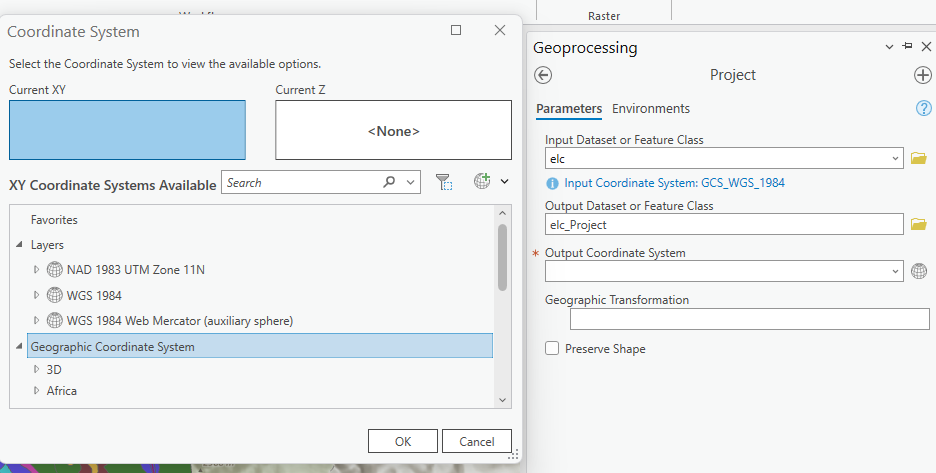 Raster
Coordinate System
Select the Coordinate System to view the available options.
Current XY
Current Z
<None>
XY Coordinate Systems Available
Search
Favorites
Layers
NAD 1983 UTM Zone 11N
WGS 1984
WGS 1984 Web Mercator (auxiliary sphere)
Geographic Coordinate System
3D
Africa
OK
Cancel
Geoprocessing
Project
Parameters
Environments
Input Dataset or Feature Class
elc
Input Coordinate System: GCS_WGS_1984
Output Dataset or Feature Class
elc_Project
* Output Coordinate System
Geographic Transformation
Preserve Shape